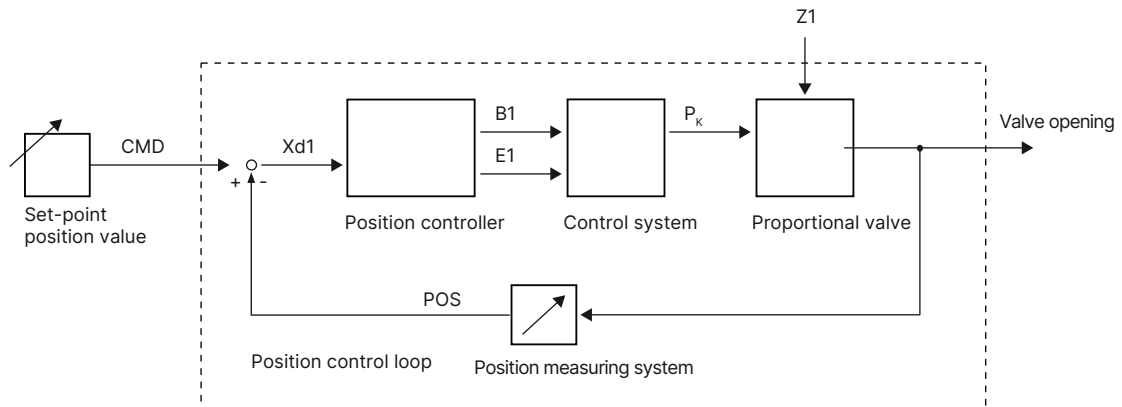 Z1
CMD
+
-
Xd1
B1
E1
PK
Valve opening
Set-point
position value
Position controller
Control system
Proportional valve
POS
Position control loop
Position measuring system